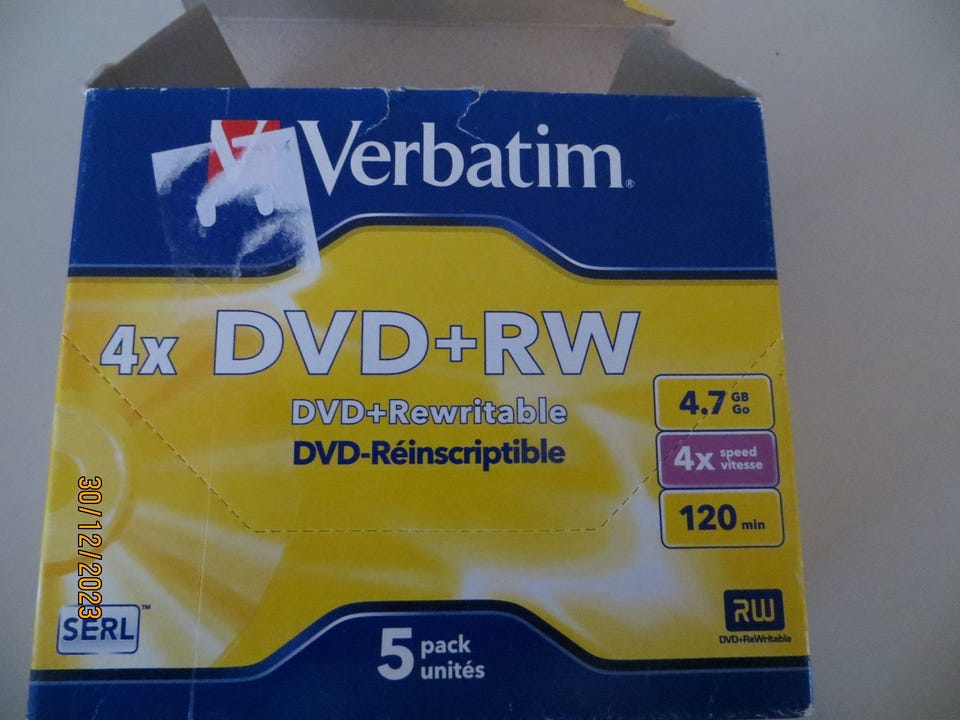 Verbatim®
4x DVD+RW
DVD+Rewritable
DVD-Réinscriptible
4.7 GB
Go
4x speed
vitesse
120 min
30/12/2023
SERL™
RW
DVD+ReWritable
5 pack
unités